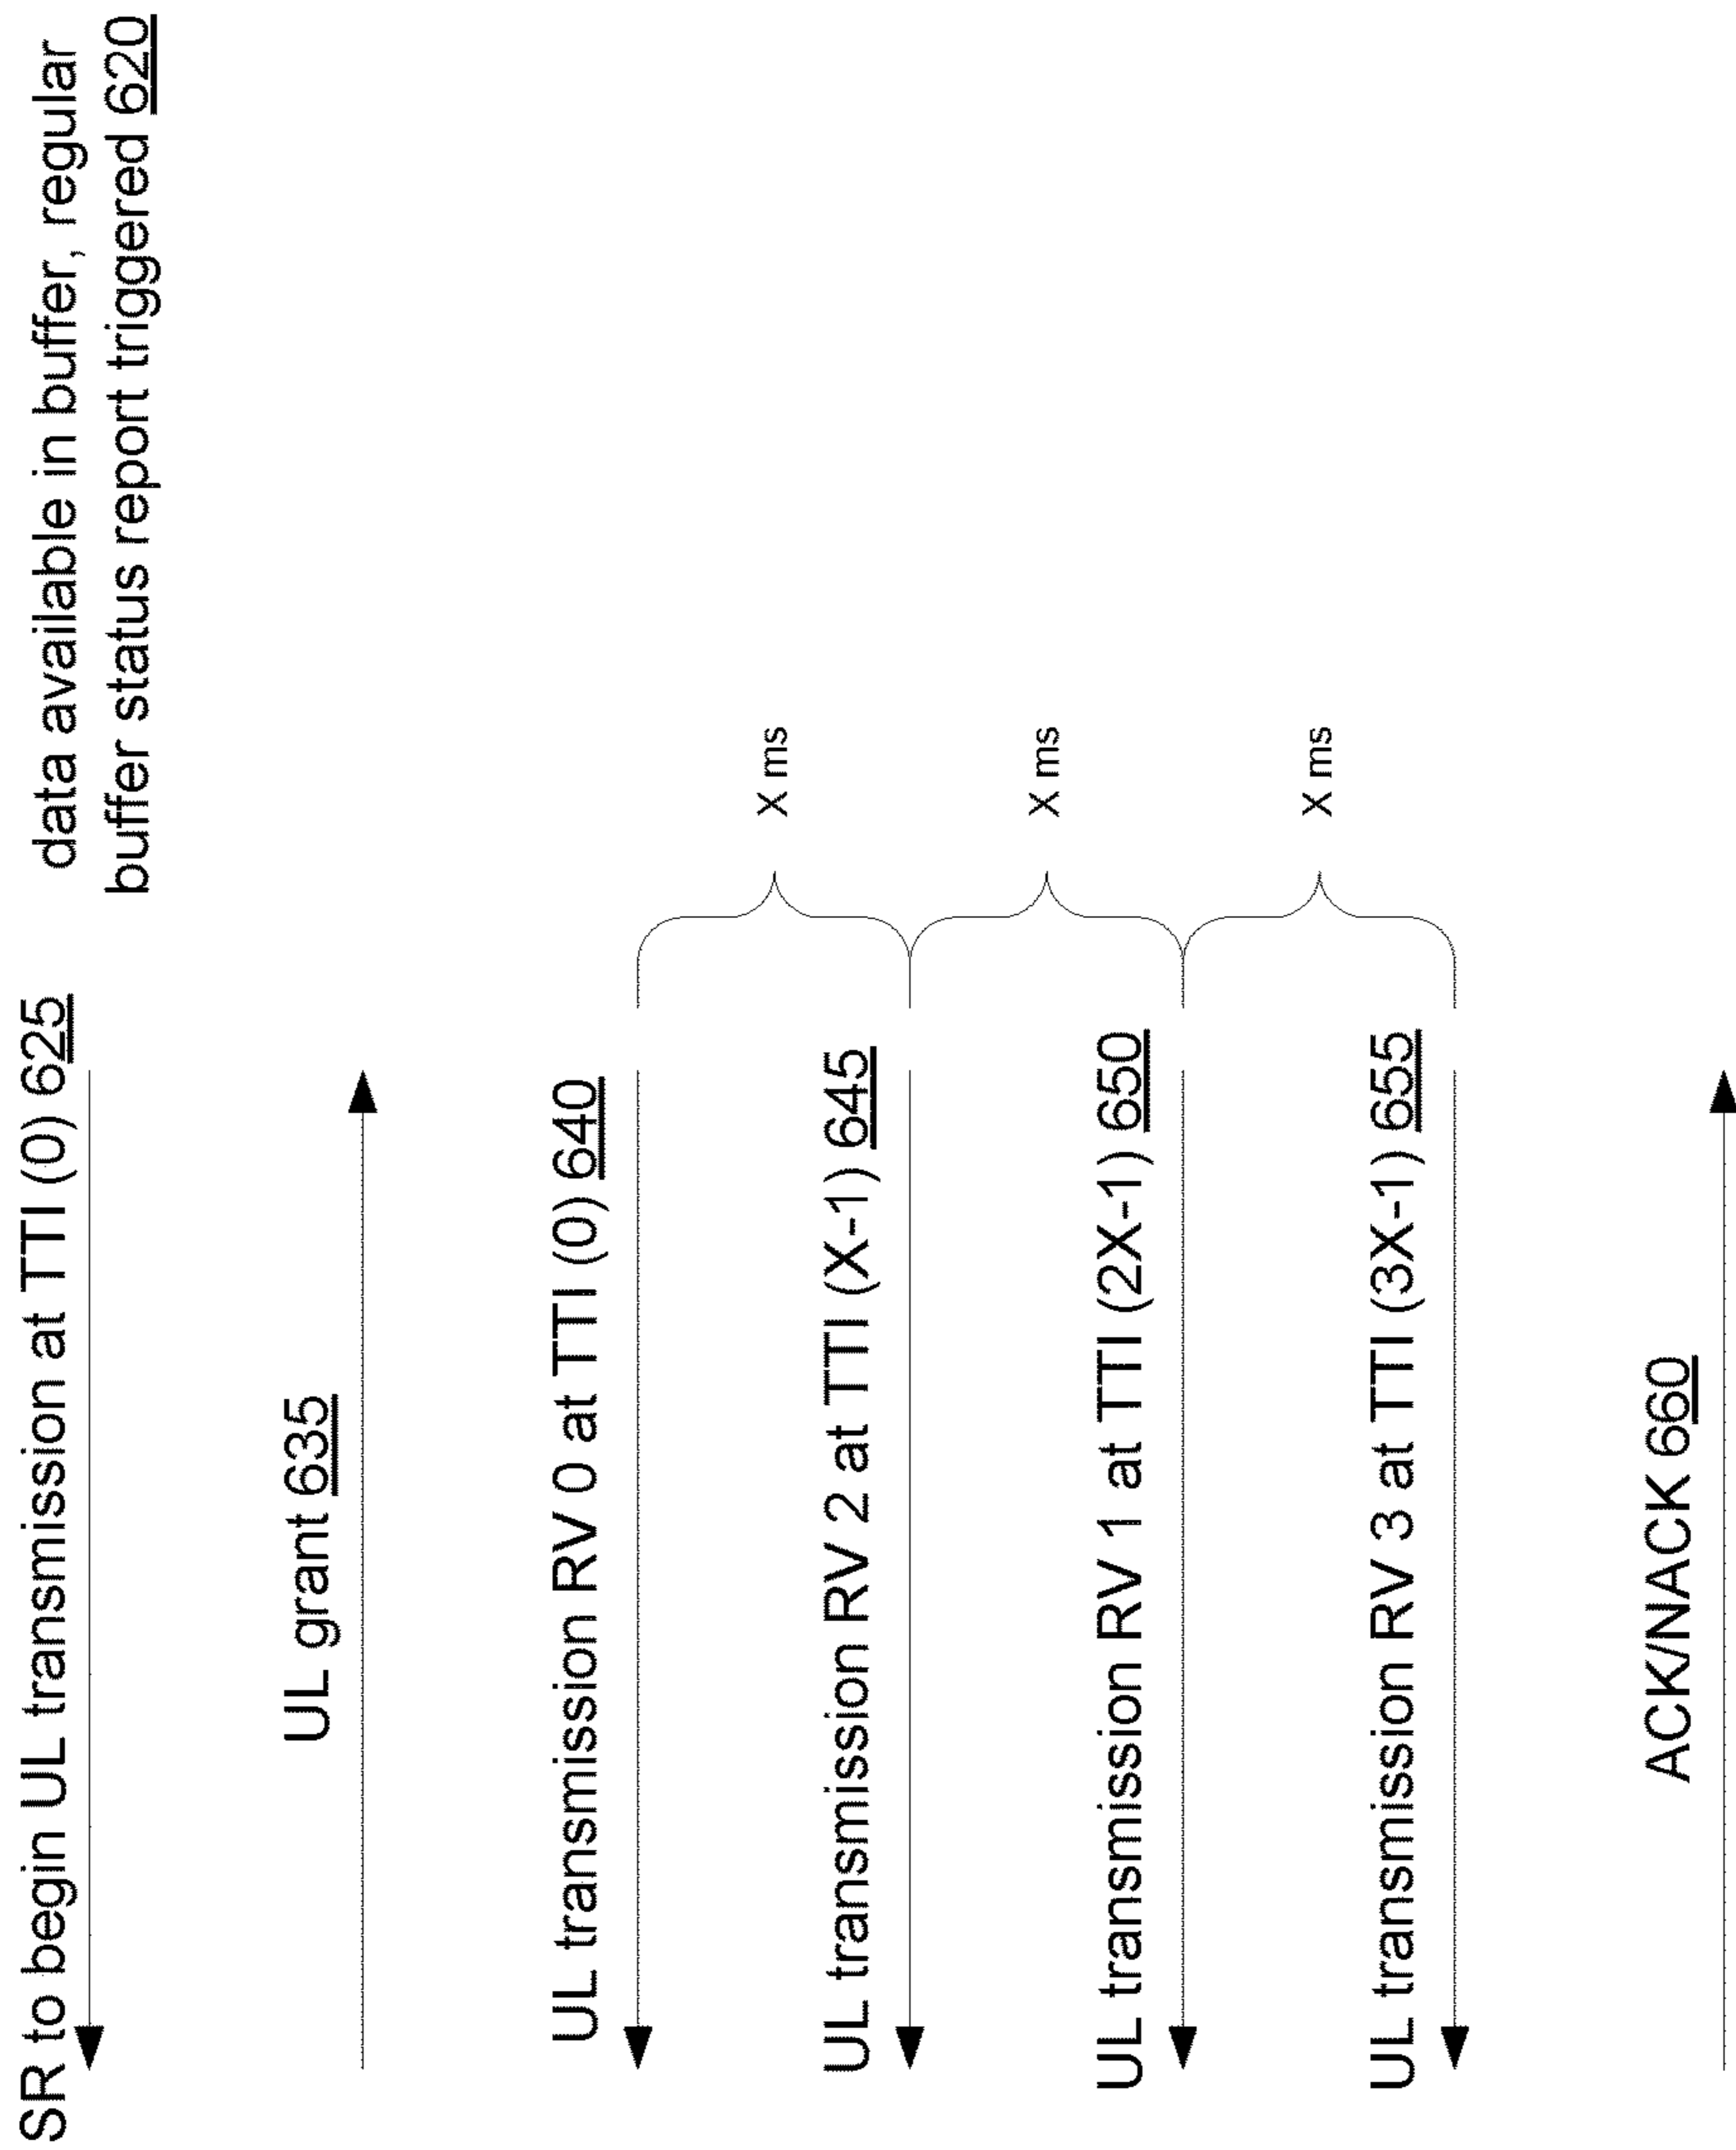 data available in buffer, regular
buffer status report triggered 620
SR to begin UL transmission at TTI (0) 625
UL grant 635
UL transmission RV 0 at TTI (0) 640
X ms
UL transmission RV 2 at TTI (X-1) 645
X ms
UL transmission RV 1 at TTI (2X-1) 650
X ms
UL transmission RV 3 at TTI (3X-1) 655
ACK/NACK 660